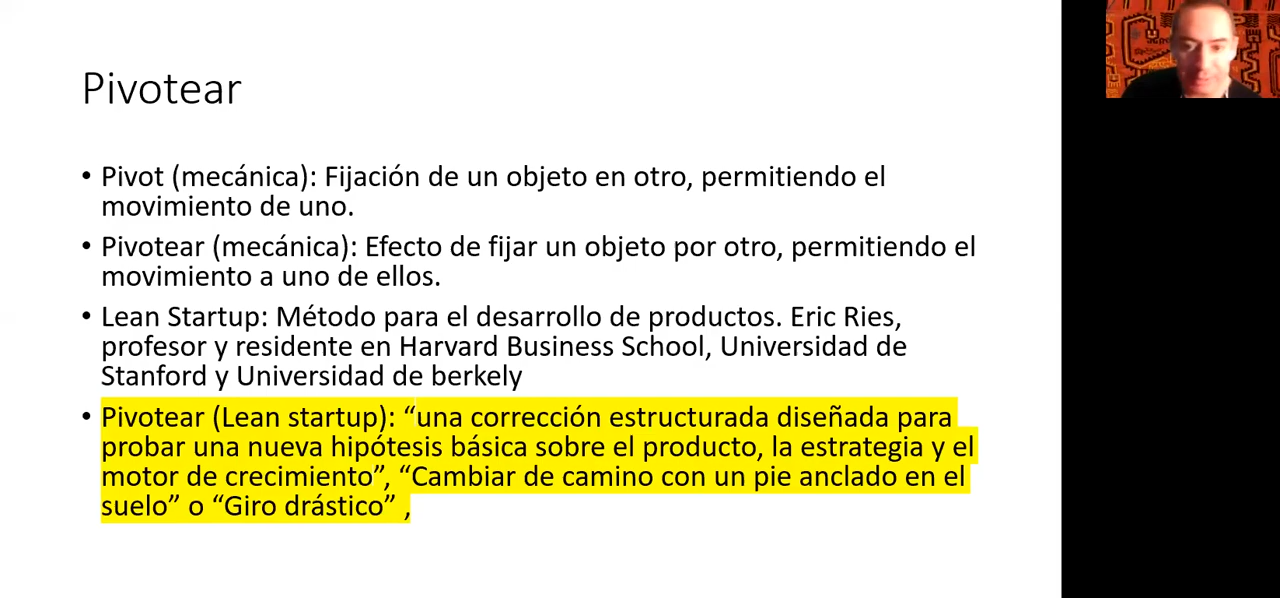 Pivotear
• Pivot (mecánica): Fijación de un objeto en otro, permitiendo el
movimiento de uno.
• Pivotear (mecánica): Efecto de fijar un objeto por otro, permitiendo el
movimiento a uno de ellos.
• Lean Startup: Método para el desarrollo de productos. Eric Ries,
profesor y residente en Harvard Business School, Universidad de
Stanford y Universidad de berkely
• Pivotear (Lean startup): “una corrección estructurada diseñada para
probar una nueva hipótesis básica sobre el producto, la estrategia y el
motor de crecimiento”, “Cambiar de camino con un pie anclado en el
suelo” o “Giro drástico” ,